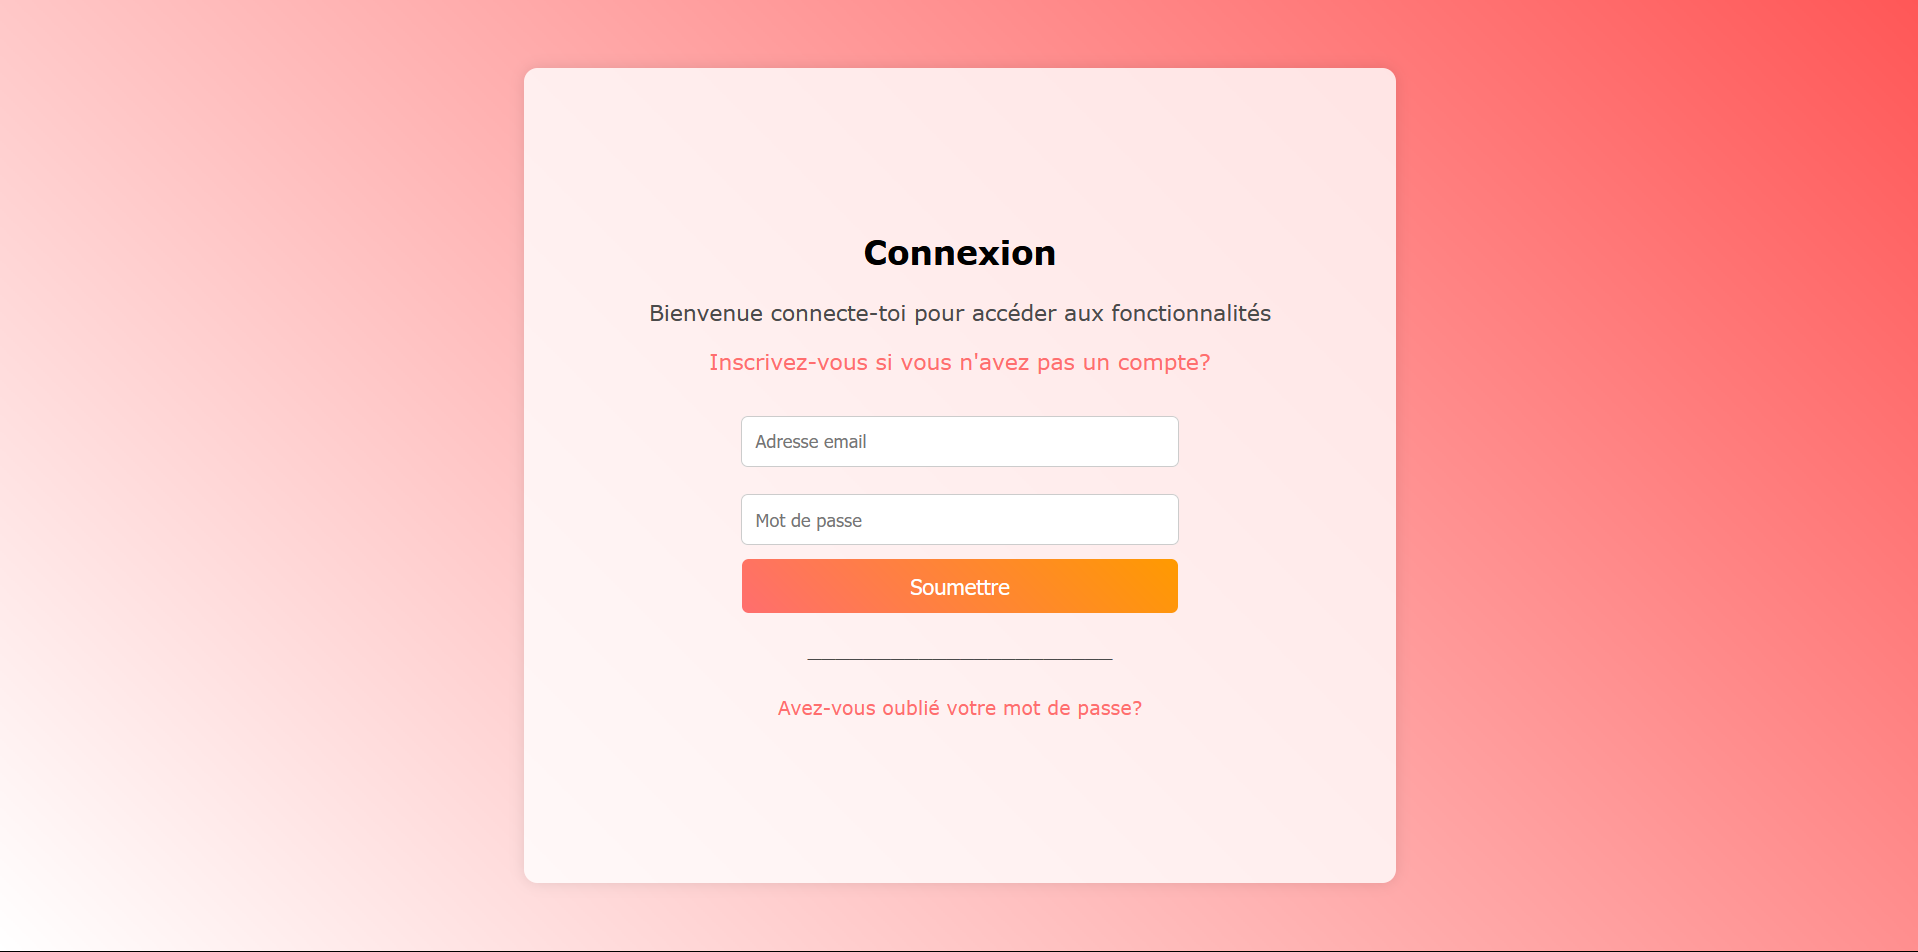 Connexion
Bienvenue connecte-toi pour accéder aux fonctionnalités
Inscrivez-vous si vous n'avez pas un compte?
Adresse email
Mot de passe
Soumettre
Avez-vous oublié votre mot de passe?